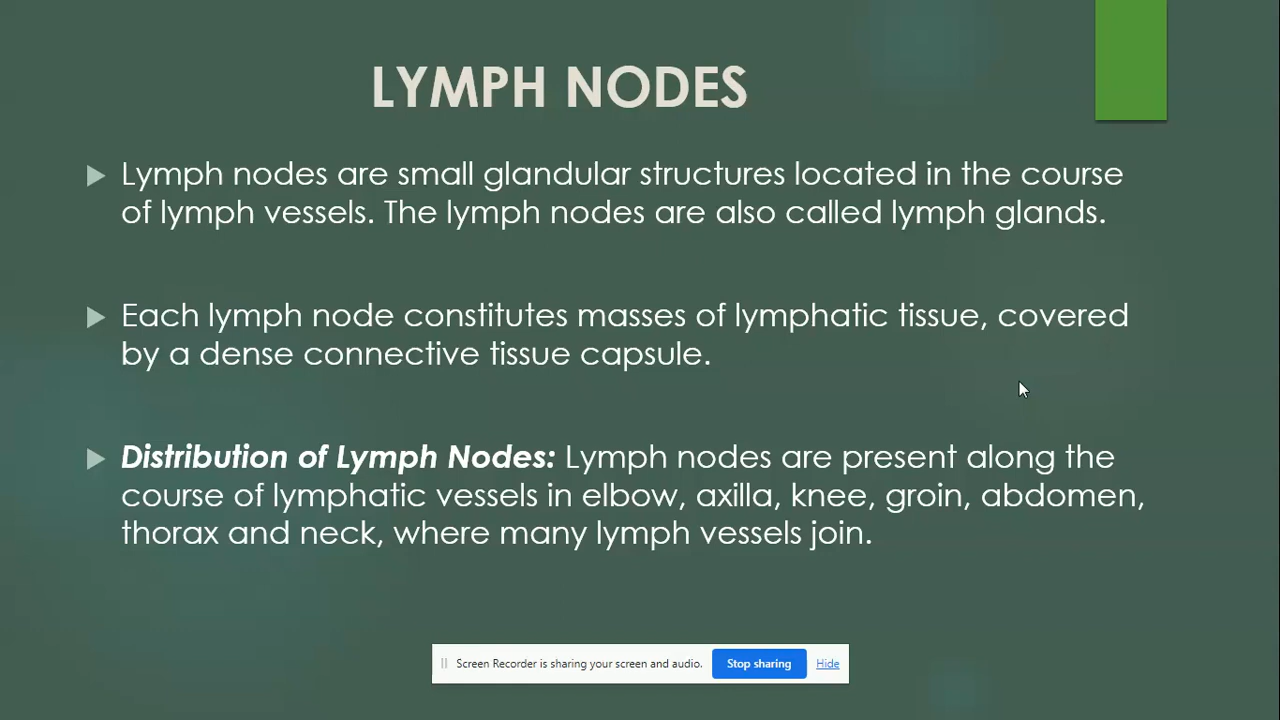 LYMPH NODES
Lymph nodes are small glandular structures located in the course
of lymph vessels. The lymph nodes are also called lymph glands.
Each lymph node constitutes masses of lymphatic tissue, covered
by a dense connective tissue capsule.
Distribution of Lymph Nodes: Lymph nodes are present along the
course of lymphatic vessels in elbow, axilla, knee, groin, abdomen,
thorax and neck, where many lymph vessels join.
Screen Recorder is sharing your screen and audio. Stop sharing Hide